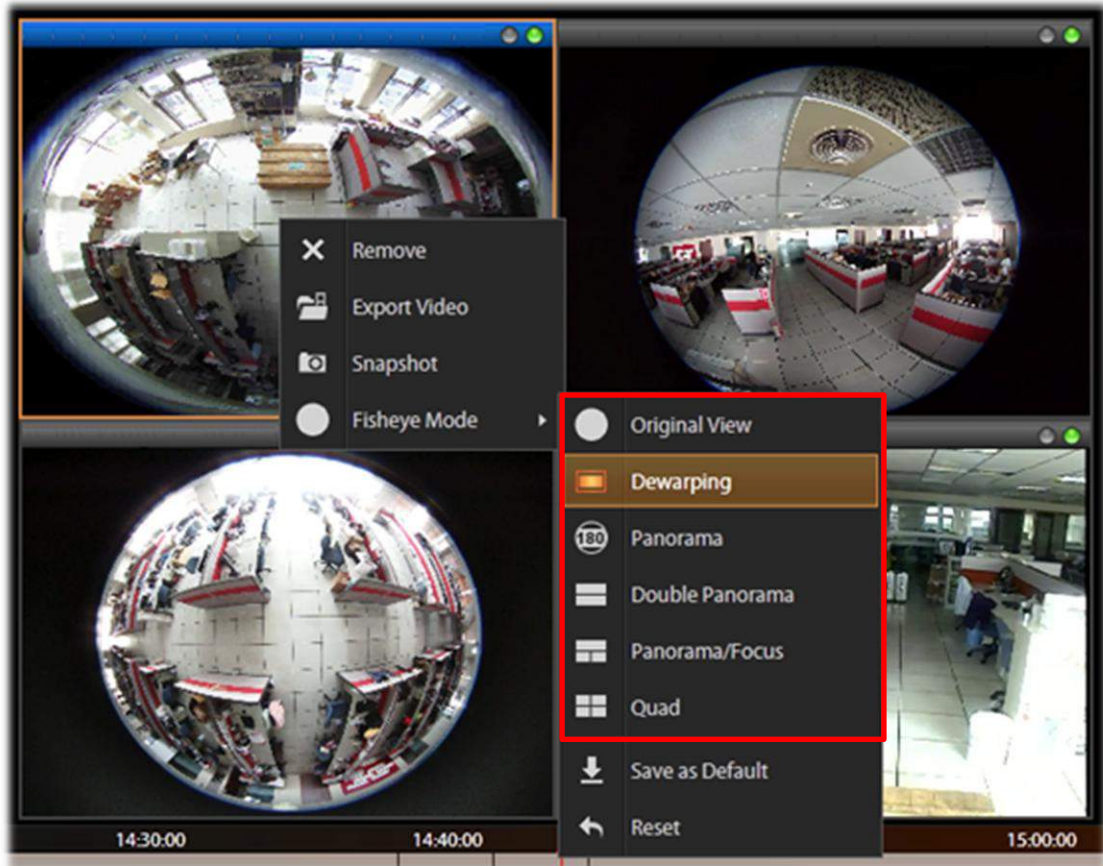 Remove
Export Video
Snapshot
Fisheye Mode
Original View
Dewarping
180 Panorama
Double Panorama
Panorama/Focus
Quad
Save as Default
Reset
14:30:00 14:40:00 15:00:00